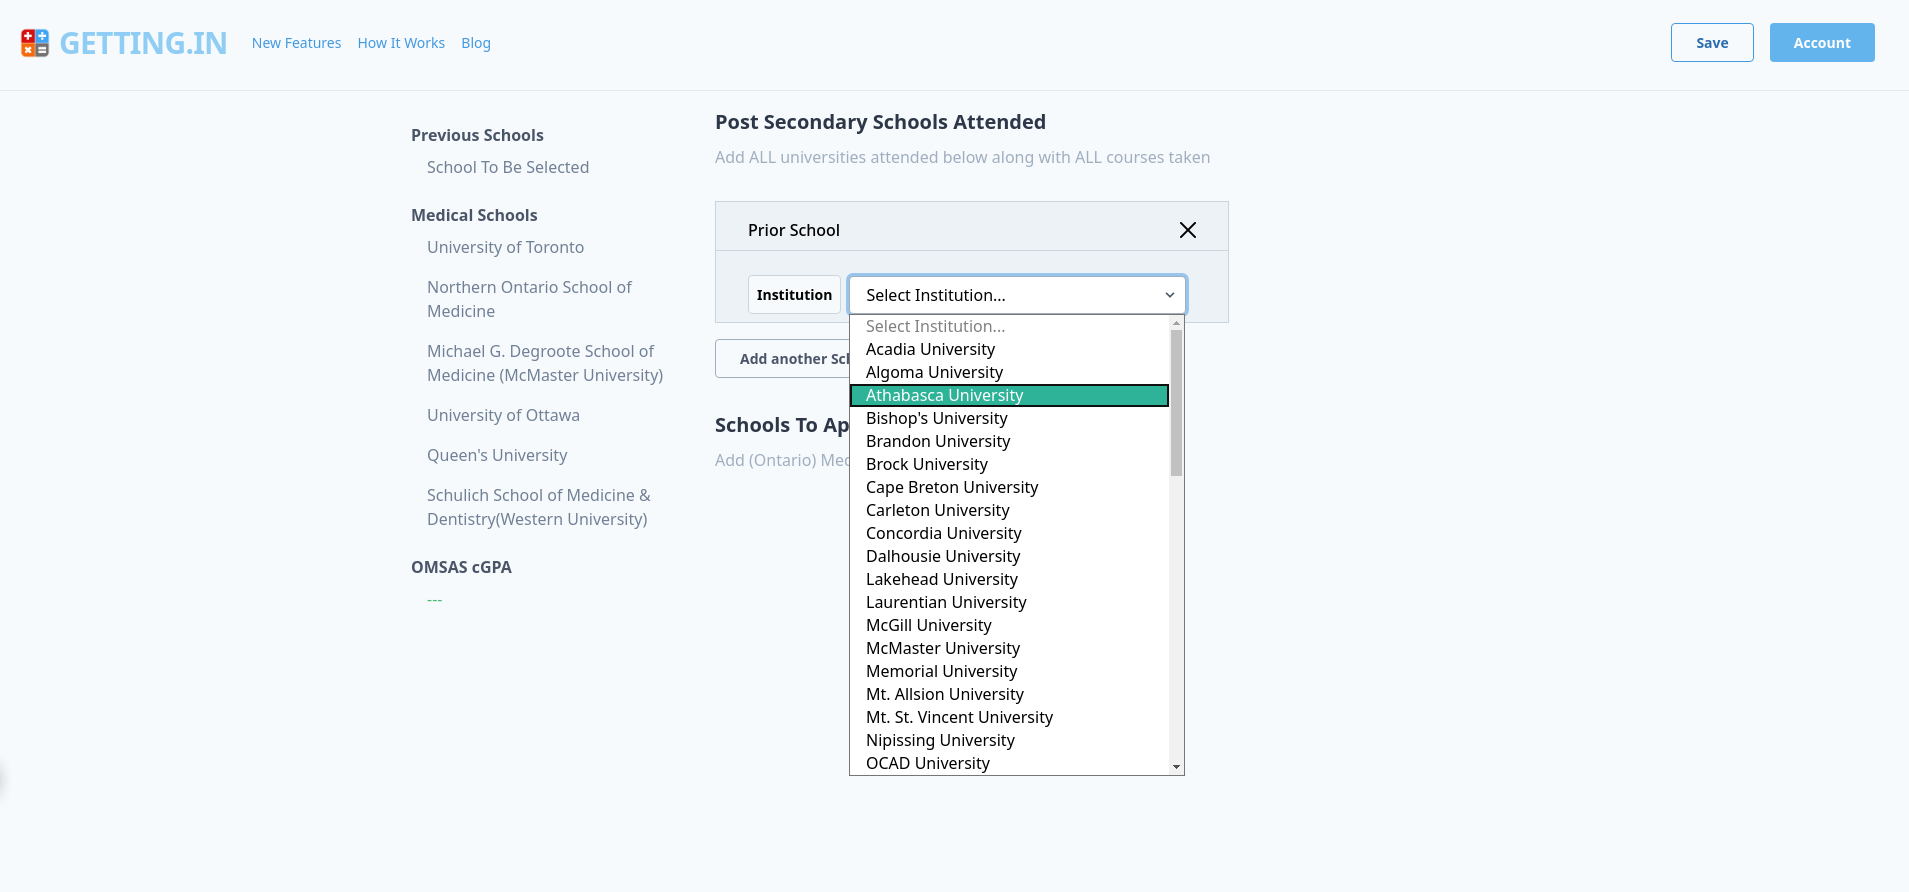 GETTING.IN
New Features
How It Works
Blog
Save
Account
Previous Schools
School To Be Selected
Medical Schools
University of Toronto
Northern Ontario School of
Medicine
Michael G. Degroote School of
Medicine (McMaster University)
University of Ottawa
Queen's University
Schulich School of Medicine &
Dentistry(Western University)
OMSAS cGPA
---
Post Secondary Schools Attended
Add ALL universities attended below along with ALL courses taken
Prior School
Institution
Select Institution...
Select Institution...
Acadia University
Algoma University
Athabasca University
Bishop's University
Brandon University
Brock University
Cape Breton University
Carleton University
Concordia University
Dalhousie University
Lakehead University
Laurentian University
McGill University
McMaster University
Memorial University
Mt. Allsion University
Mt. St. Vincent University
Nipissing University
OCAD University
Add another
Schools To
Add (Ontario)